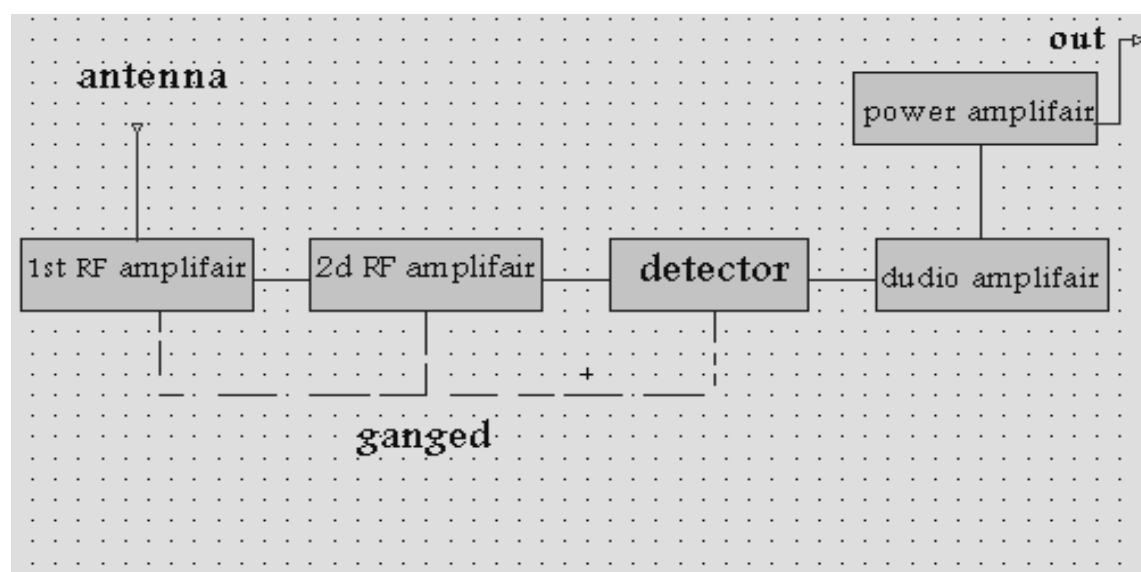 out
antenna
power amplifair
1st RF amplifair
2d RF amplifair
detector
dudio amplifair
+
ganged